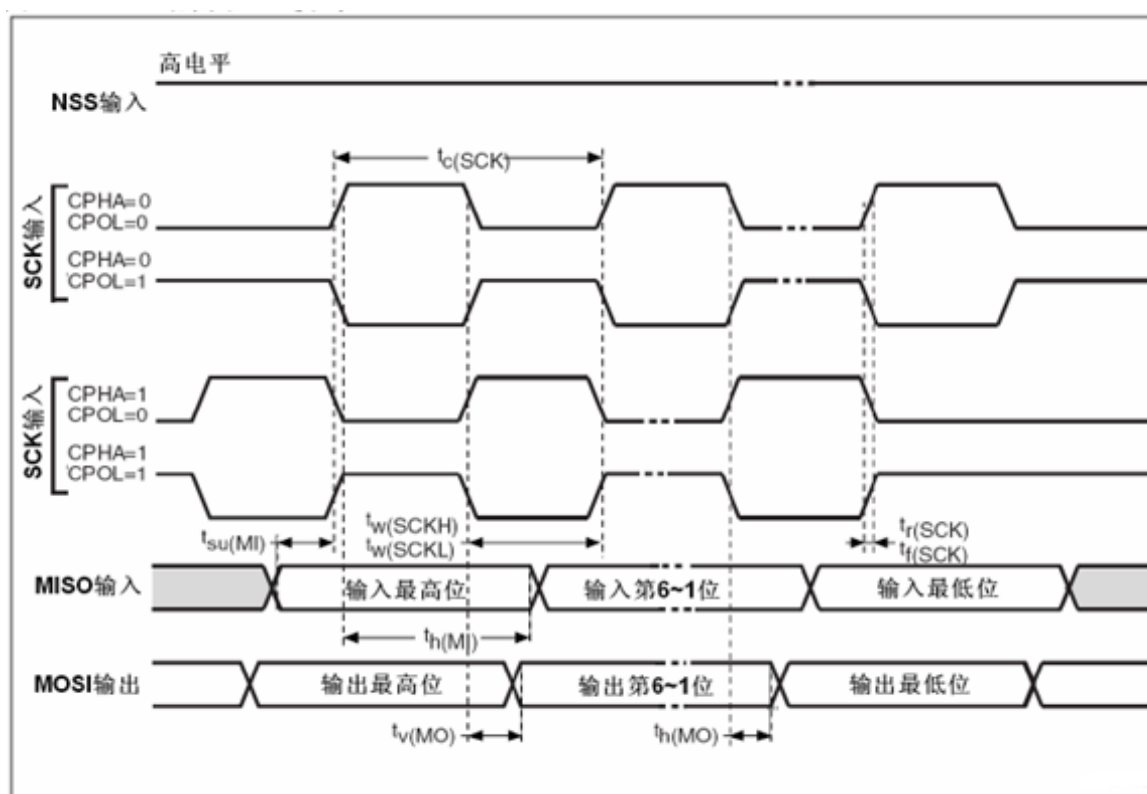 高电平
NSS输入
tc(SCK)
SCK输入
CPHA=0
CPOL=0
CPHA=0
CPOL=1
SCK输入
CPHA=1
CPOL=0
CPHA=1
CPOL=1
tsu(MI)
tw(SCKH)
tw(SCKL)
tr(SCK)
tf(SCK)
MISO输入
输入最高位
输入第6~1位
输入最低位
th(MI)
MOSI输出
输出最高位
输出第6~1位
输出最低位
tv(MO)
th(MO)